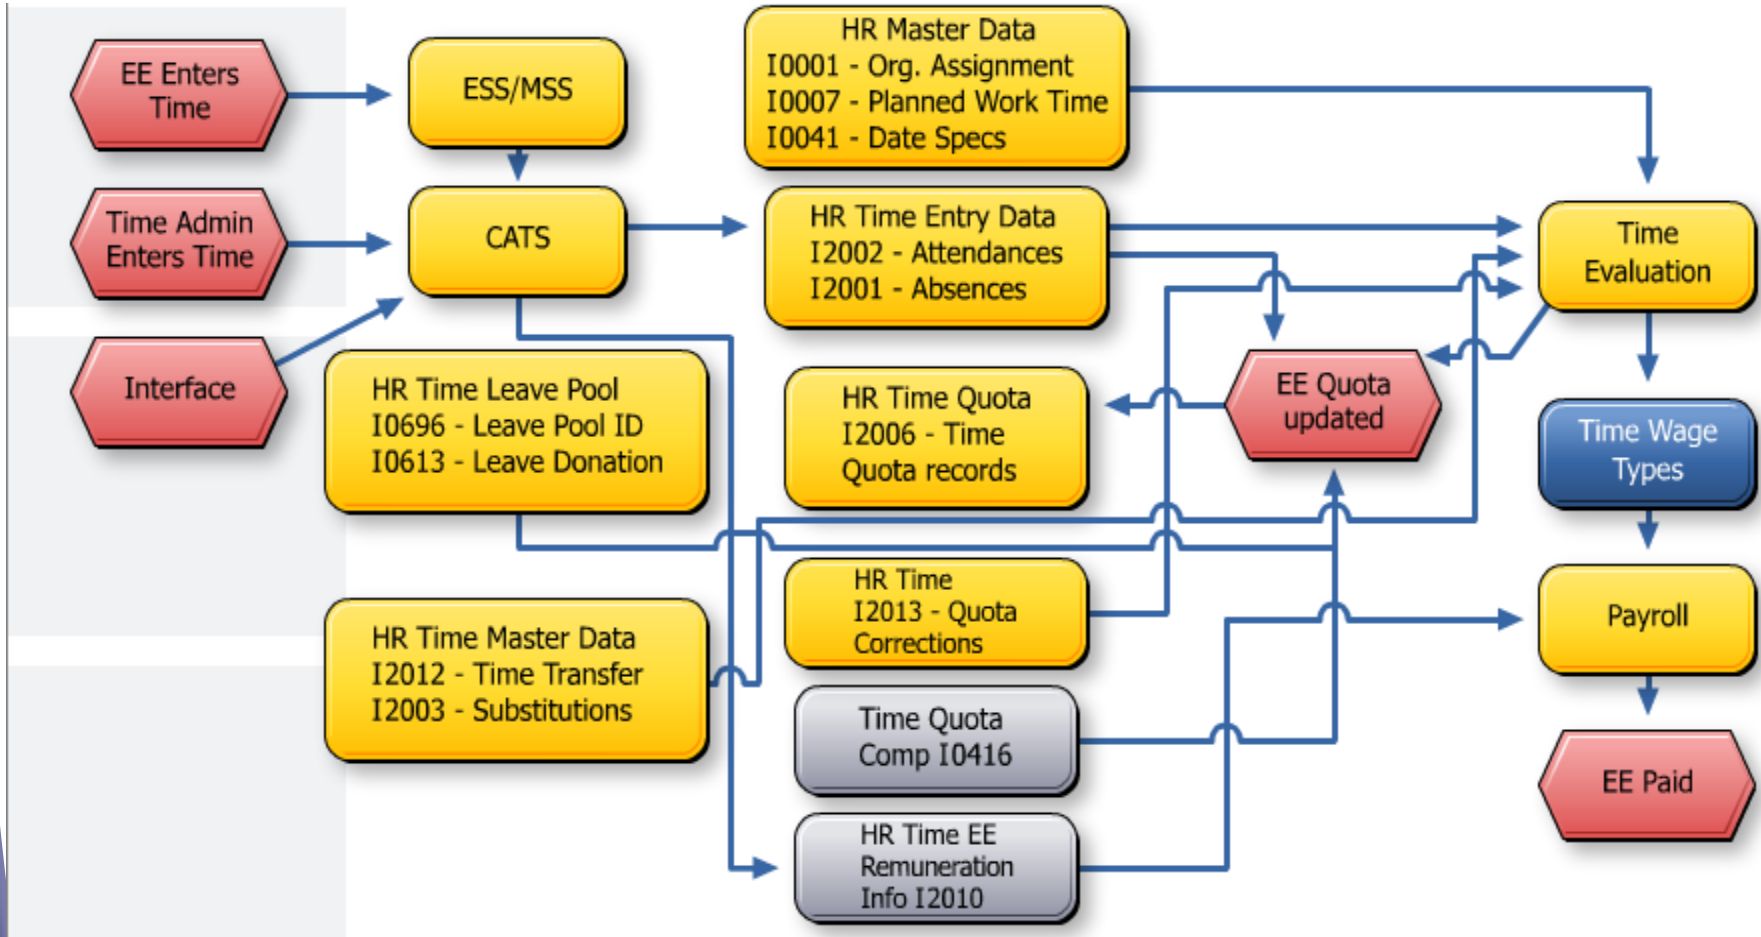 EE Enters
Time
ESS/MSS
HR Master Data
I0001 - Org. Assignment
I0007 - Planned Work Time
I0041 - Date Specs
Time Admin
Enters Time
CATS
HR Time Entry Data
I2002 - Attendances
I2001 - Absences
Time
Evaluation
Interface
HR Time Leave Pool
I0696 - Leave Pool ID
I0613 - Leave Donation
HR Time Quota
I2006 - Time
Quota records
EE Quota
updated
Time Wage
Types
HR Time Master Data
I2012 - Time Transfer
I2003 - Substitutions
HR Time
I2013 - Quota
Corrections
Payroll
Time Quota
Comp I0416
EE Paid
HR Time EE
Remuneration
Info I2010